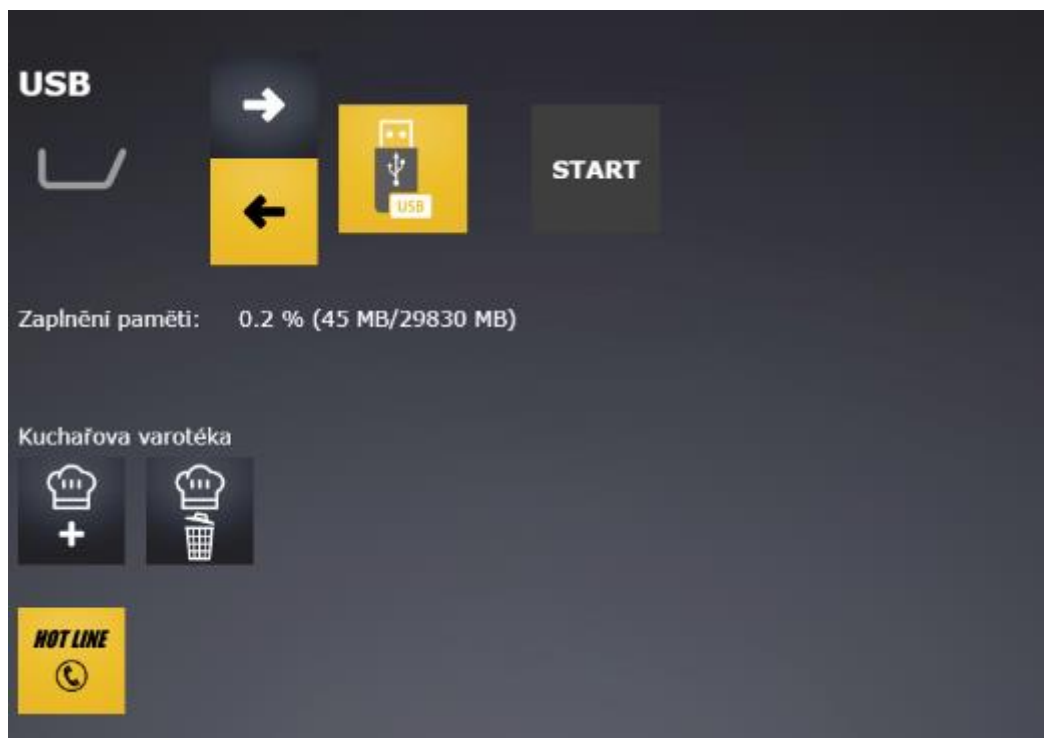 USB
USB
START
Zaplnění paměti: 0.2 % (45 MB/29830 MB)
Kuchařova varotéka
HOT LINE